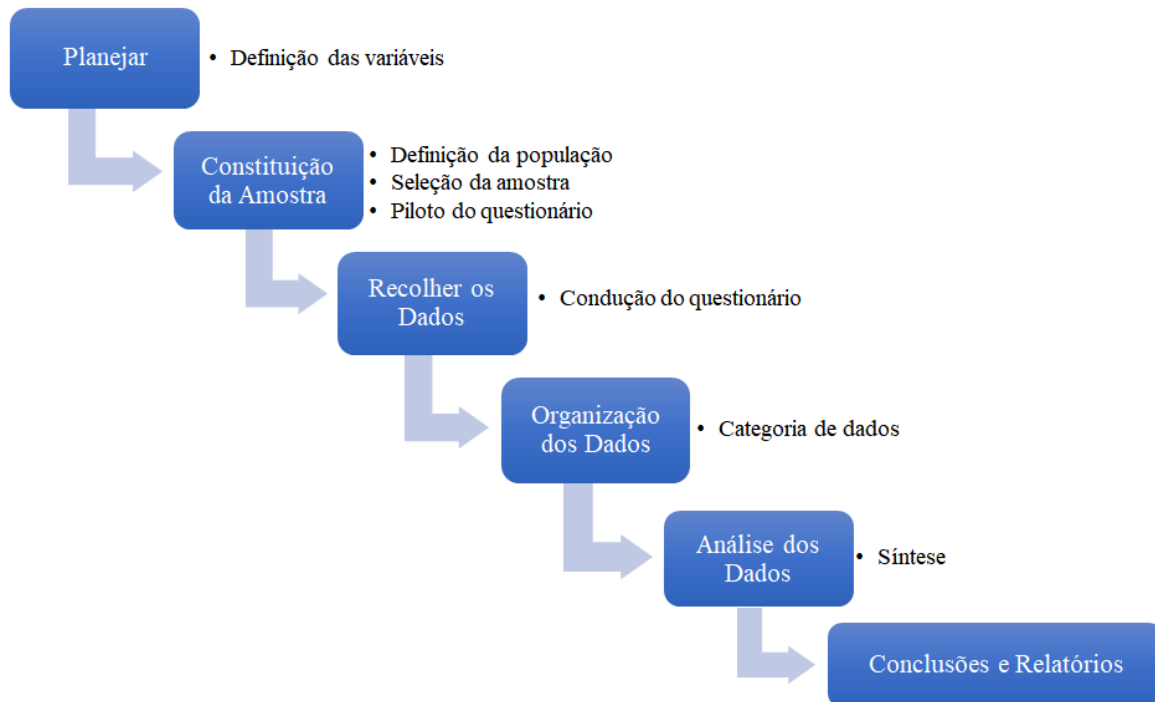 Planejar
• Definição das variáveis
Constituição
da Amostra
• Definição da população
• Seleção da amostra
• Piloto do questionário
Recolher os
Dados
• Condução do questionário
Organização
dos Dados
• Categoria de dados
Análise dos
Dados
• Síntese
Conclusões e Relatórios